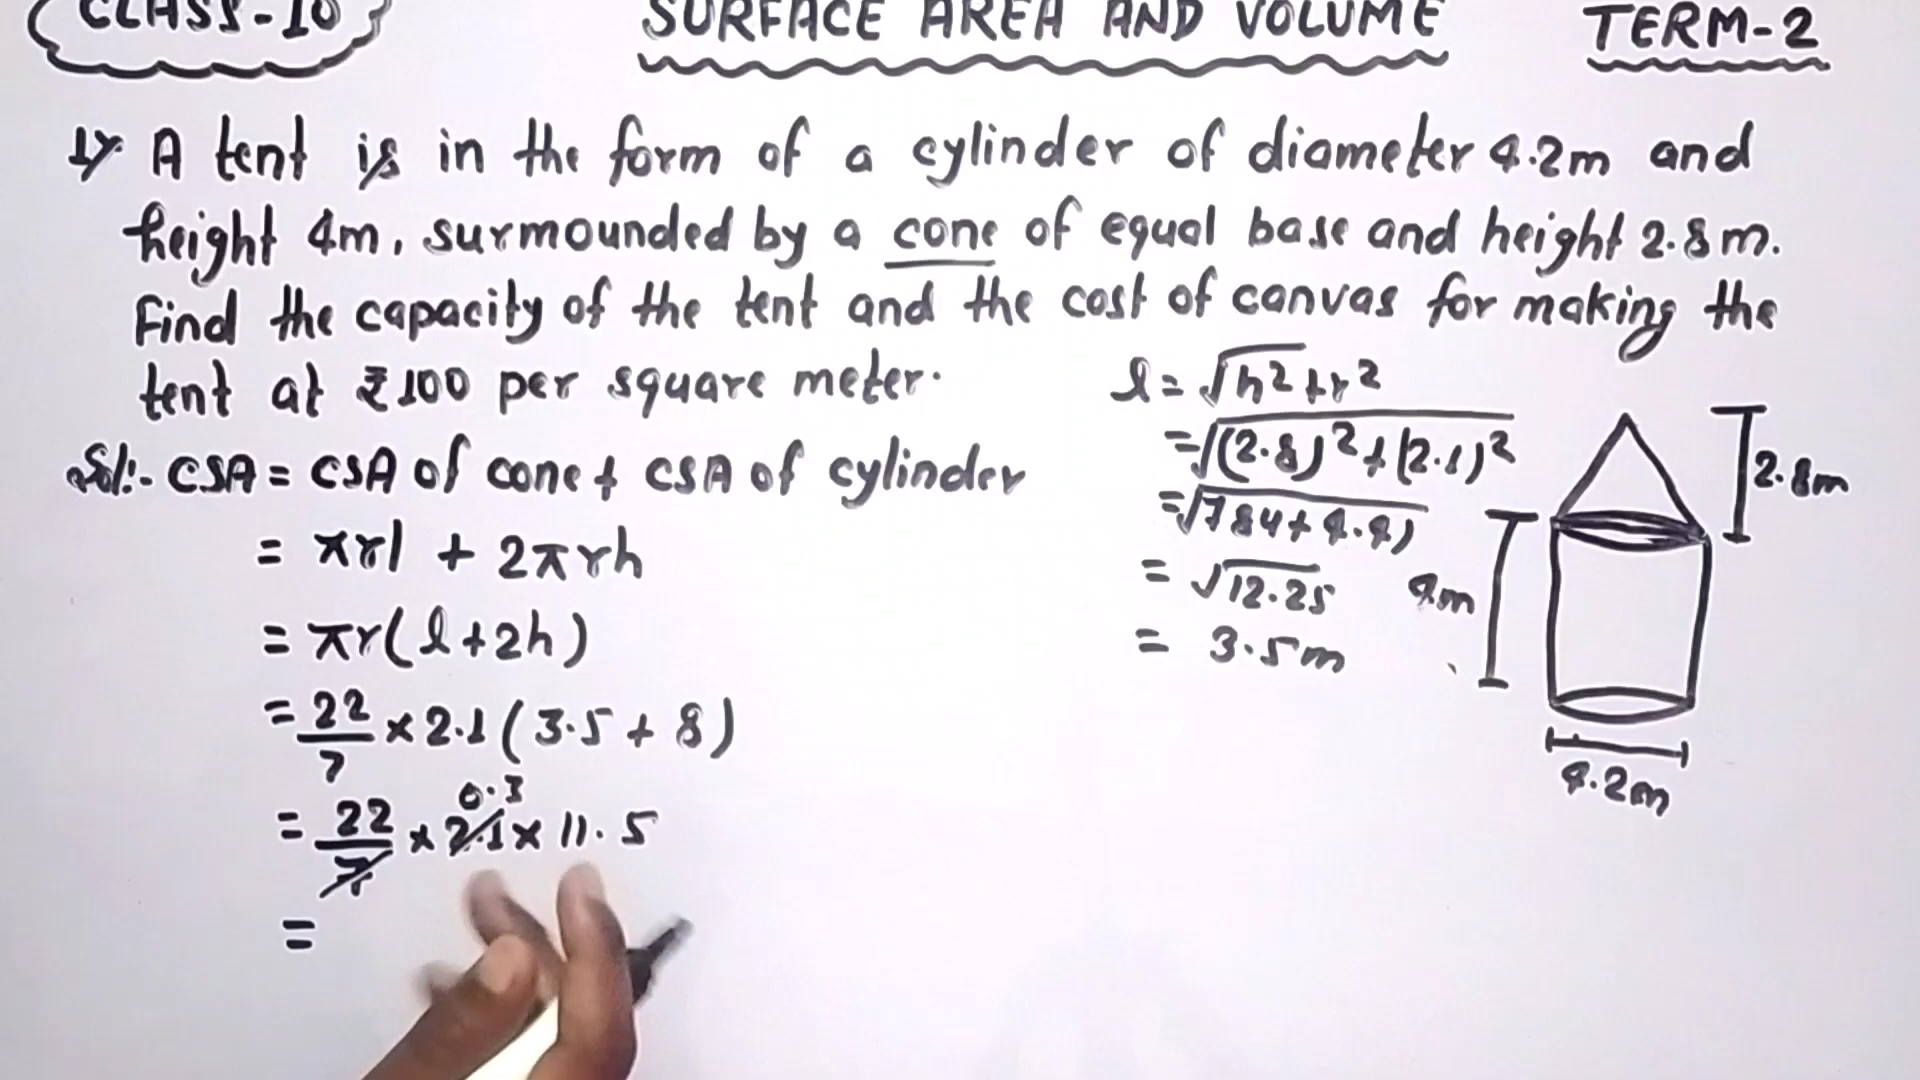 CLASS-10 SURFACE AREA AND VOLUME TERM-2
1) A tent is in the form of a cylinder of diameter 4.2m and
height 4m, surmounded by a cone of equal base and height 2.8m.
Find the capacity of the tent and the cost of canvas for making the
tent at ₹100 per square meter.
Sol:- CSA = CSA of cone + CSA of cylinder
= πrl + 2πrh
= πr(l+2h)
= 22/7 × 2.1 (3.5 + 8)
0.3
= 22/7 × 2.1 × 11.5
=
l = √h²+r²
= √(2.8)²+(2.1)²
= √784+4.41
= √12.25
= 3.5m
2.8m
4m
4.2m